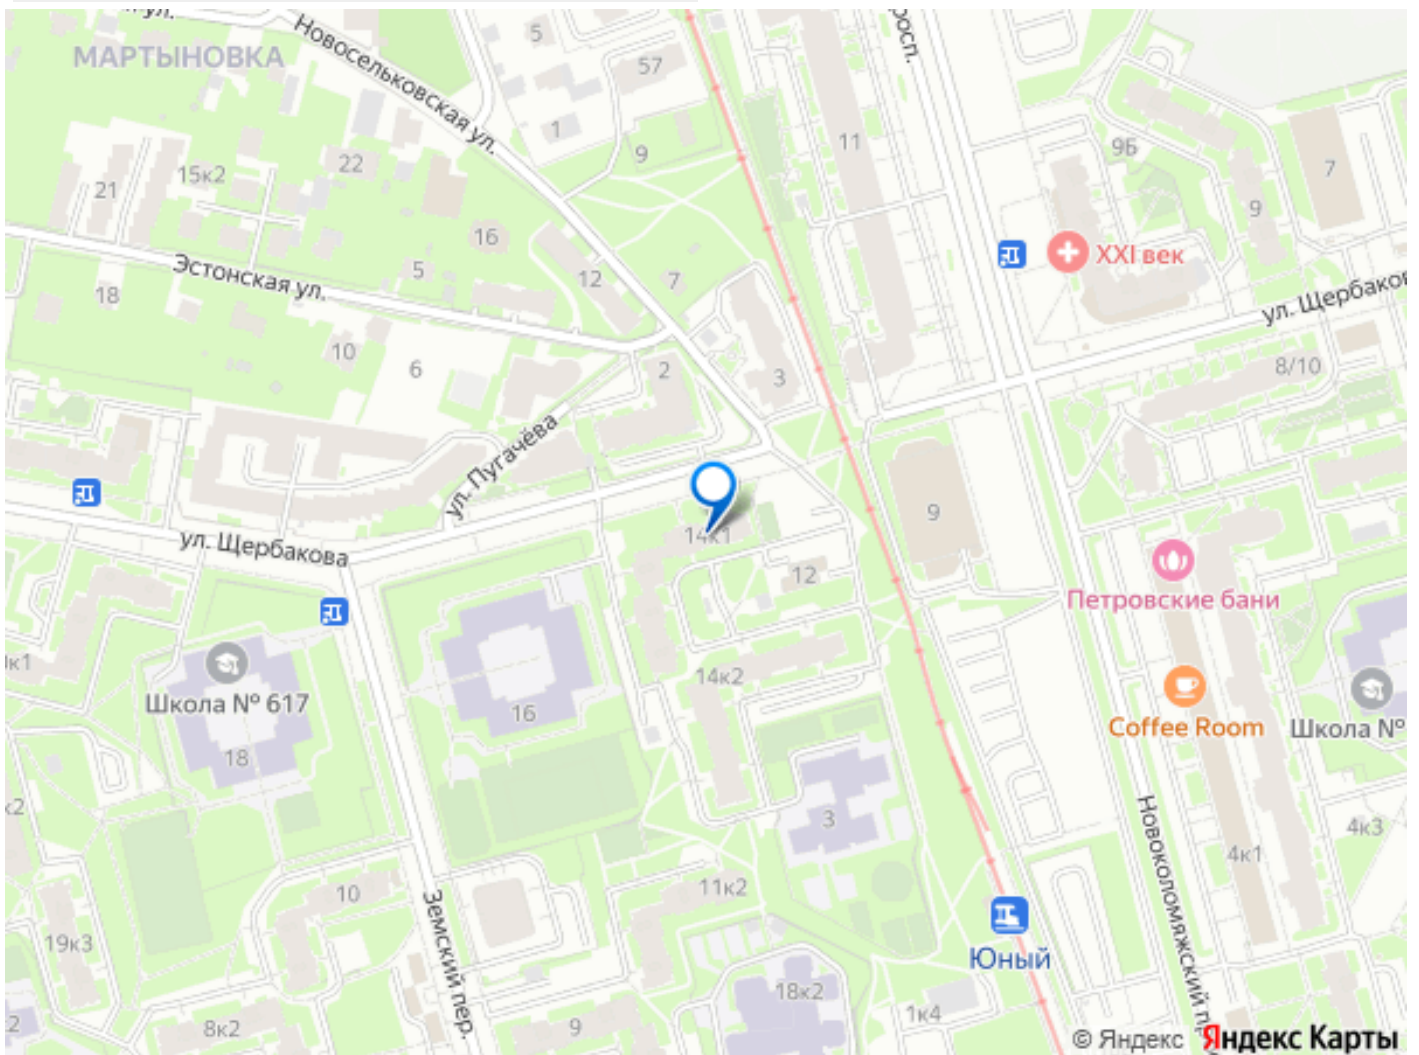 МАРТЫНОВКА
Новосельковская ул.
5
57
1
9
11
9Б
7
21
15к2
22
16
5
12
7
9
XXI век
ул. Щербаков
Эстонская ул.
18
10
6
2
3
8/10
ул. Пугачёва
ул. Щербакова
14к1
9
12
Петровские бани
к1
Школа № 617
18
16
14к2
Coffee Room
Школа №
3
к2
10
11к2
4к1
4к3
Новоколомяжский п
Земский пер.
19к3
Юный
18к2
1к4
2
8к2
9
© Яндекс Яндекс Карты